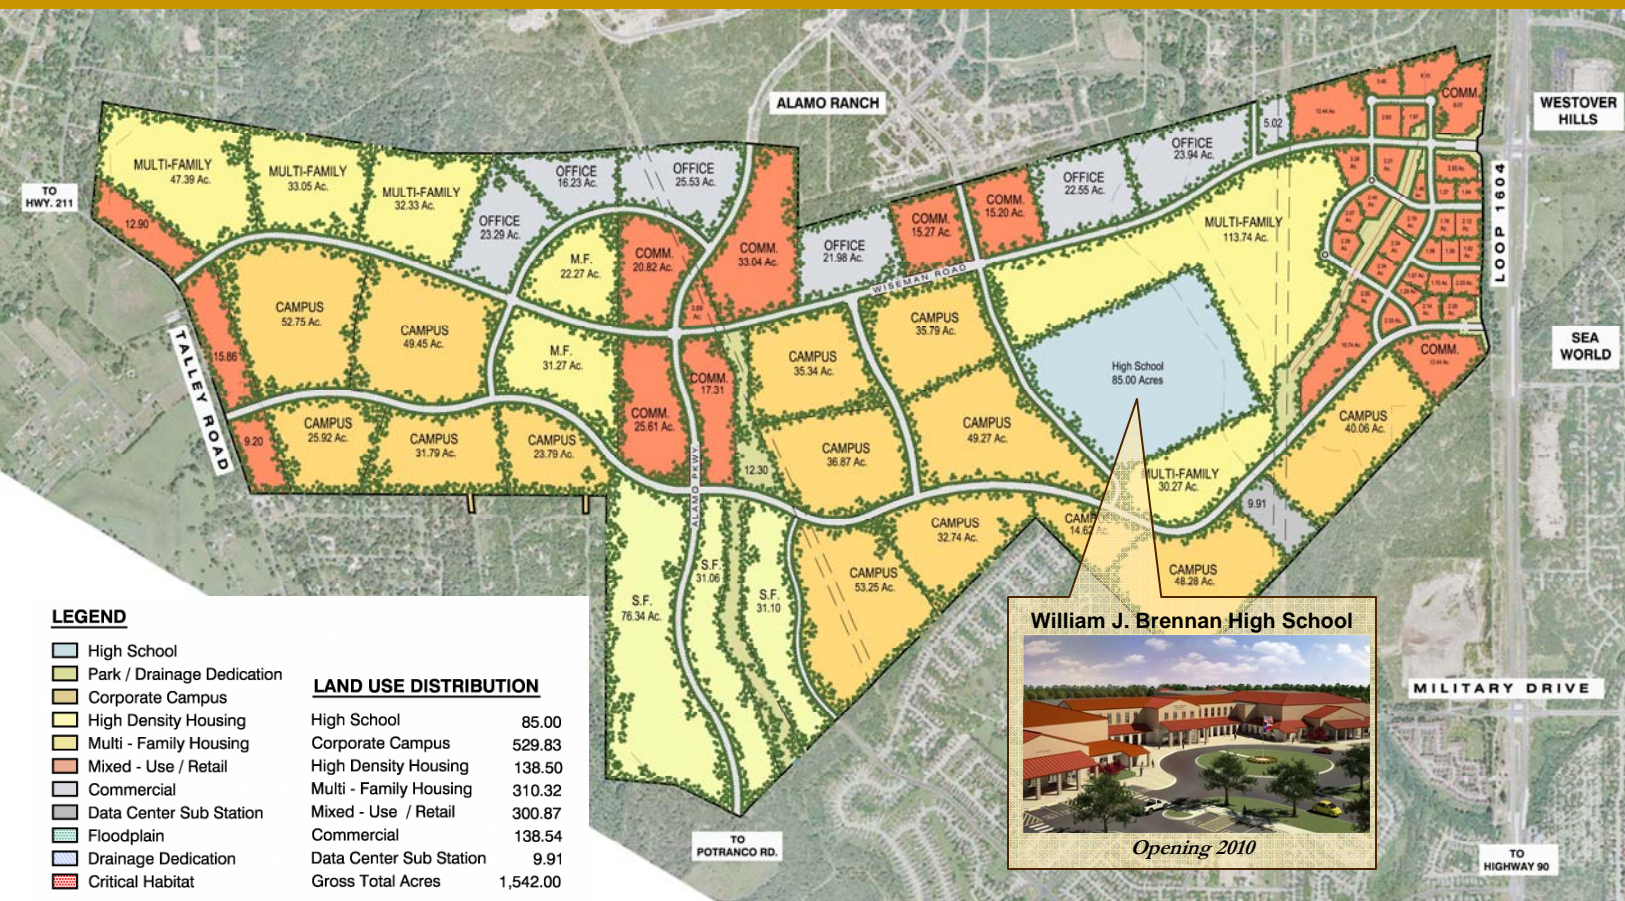 ALAMO RANCH
WESTOVER
HILLS
TO
HWY. 211
LOOP 1604
SEA
WORLD
TALLEY ROAD
WISEMAN ROAD
ALAMO PKWY.
MILITARY DRIVE
TO
POTRANCO RD.
TO
HIGHWAY 90
MULTI-FAMILY
47.39 Ac.
MULTI-FAMILY
33.05 Ac.
MULTI-FAMILY
32.33 Ac.
OFFICE
16.23 Ac.
OFFICE
25.53 Ac.
OFFICE
23.29 Ac.
12.90
M.F.
22.27 Ac.
COMM.
20.82 Ac.
COMM.
33.04 Ac.
OFFICE
21.98 Ac.
COMM.
15.27 Ac.
COMM.
15.20 Ac.
OFFICE
22.55 Ac.
OFFICE
23.94 Ac.
5.02
COMM.
MULTI-FAMILY
113.74 Ac.
CAMPUS
52.75 Ac.
CAMPUS
49.45 Ac.
15.86
M.F.
31.27 Ac.
COMM.
17.31
COMM.
25.61 Ac.
CAMPUS
35.34 Ac.
CAMPUS
35.79 Ac.
High School
85.00 Acres
COMM.
CAMPUS
40.06 Ac.
9.20
CAMPUS
25.92 Ac.
CAMPUS
31.79 Ac.
CAMPUS
23.79 Ac.
12.30
CAMPUS
36.87 Ac.
CAMPUS
49.27 Ac.
MULTI-FAMILY
30.27 Ac.
9.91
CAMPUS
32.74 Ac.
CAMPUS
48.28 Ac.
CAMPUS
53.25 Ac.
S.F.
76.34 Ac.
S.F.
31.06
S.F.
31.10
LEGEND
High School
Park / Drainage Dedication
Corporate Campus
High Density Housing
Multi - Family Housing
Mixed - Use / Retail
Commercial
Data Center Sub Station
Floodplain
Drainage Dedication
Critical Habitat
LAND USE DISTRIBUTION
High School 85.00
Corporate Campus 529.83
High Density Housing 138.50
Multi - Family Housing 310.32
Mixed - Use / Retail 300.87
Commercial 138.54
Data Center Sub Station 9.91
Gross Total Acres 1,542.00
William J. Brennan High School
Opening 2010